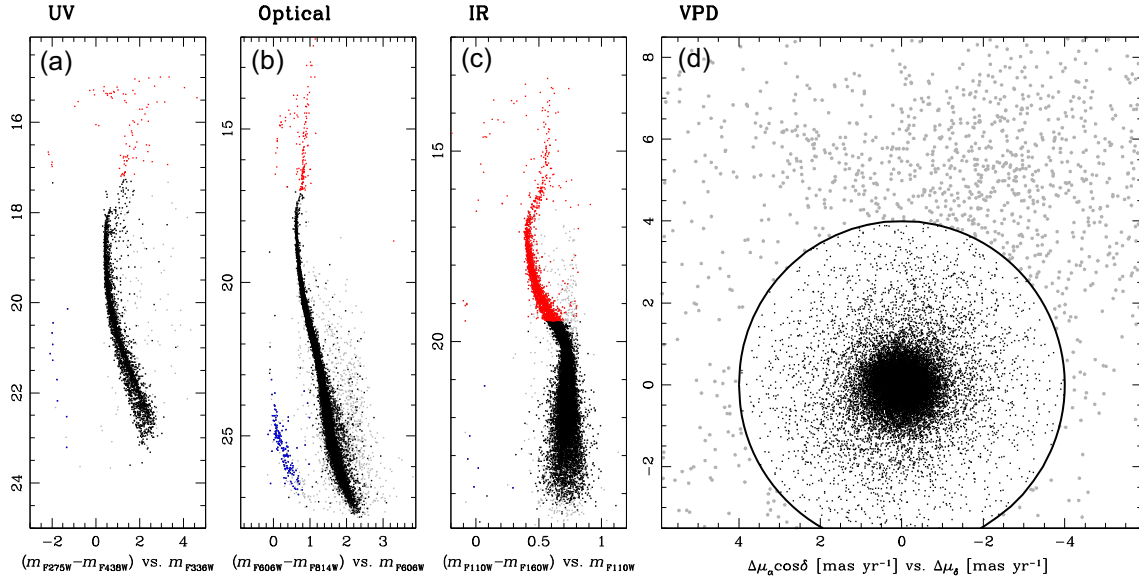 UV
Optical
IR
VPD
(a)
(b)
(c)
(d)
16
18
20
22
24
15
20
25
15
20
8
6
4
2
0
−2
−2 0 2 4
0 1 2 3
0 0.5 1
4 2 0 −2 −4
(mF275W−mF438W) vs. mF336W
(mF606W−mF814W) vs. mF606W
(mF110W−mF160W) vs. mF110W
Δμαcosδ [mas yr−1] vs. Δμδ [mas yr−1]